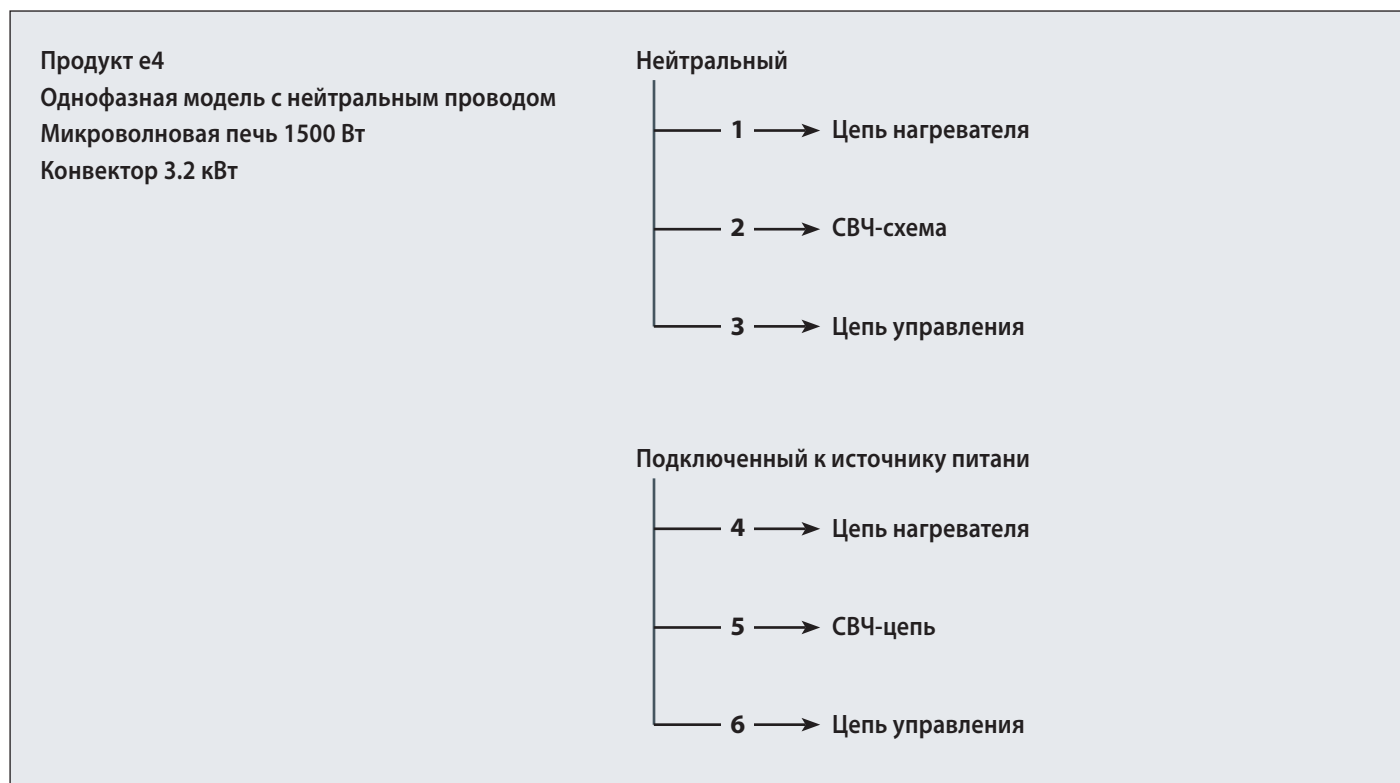 Продукт e4
Однофазная модель с нейтральным проводом
Микроволновая печь 1500 Вт
Конвектор 3.2 кВт
Нейтральный
1 Цепь нагревателя
2 СВЧ-схема
3 Цепь управления
Подключенный к источнику питани
4 Цепь нагревателя
5 СВЧ-цепь
6 Цепь управления